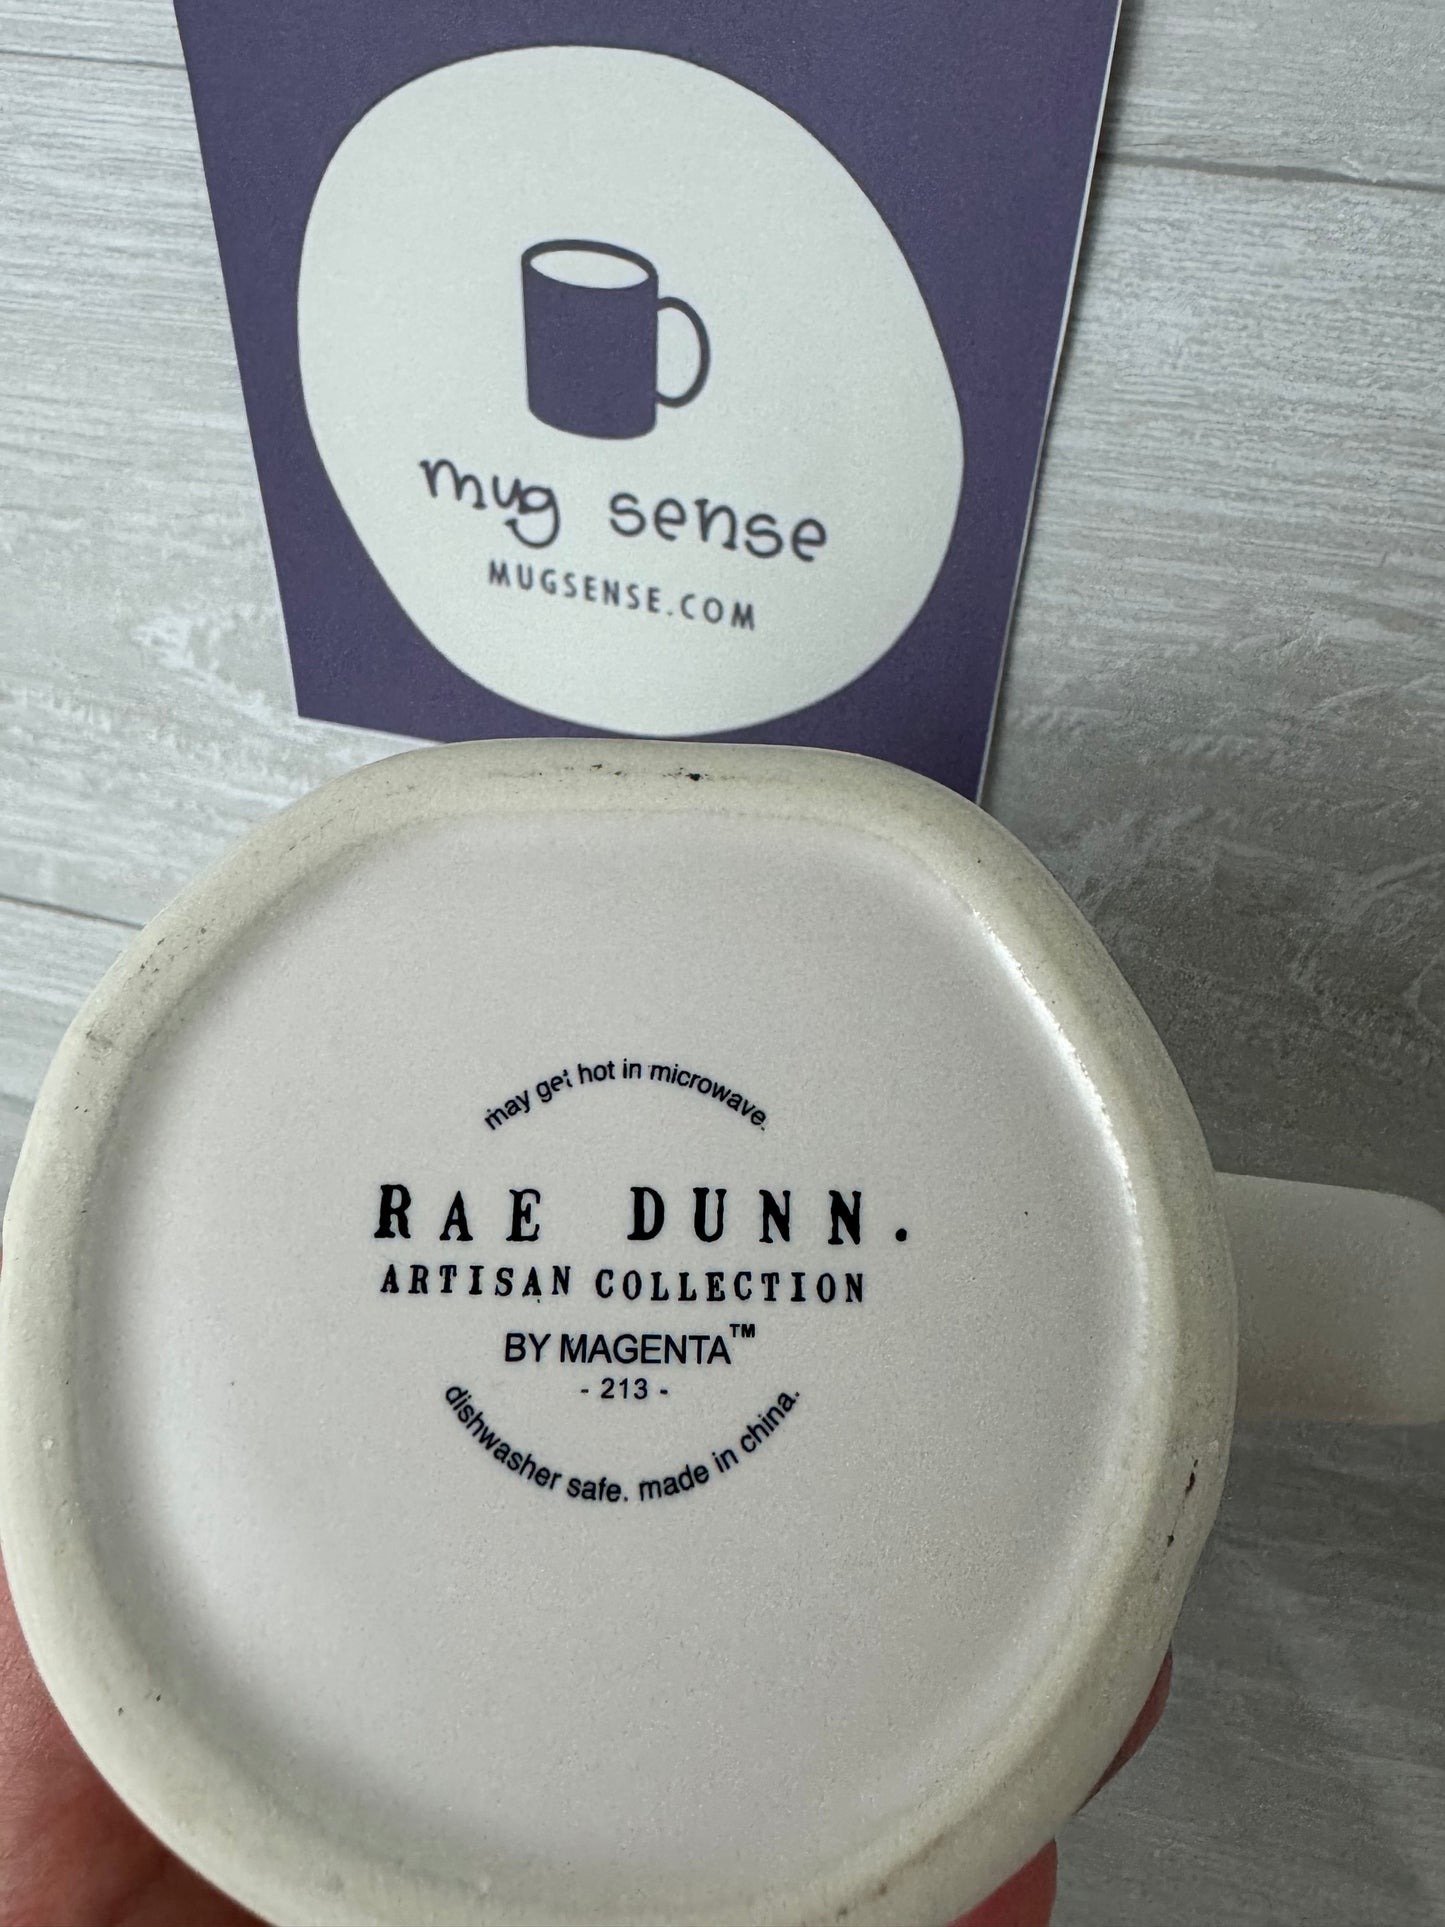 mug sense
MUGSENSE.COM
may get hot in microwave.
RAE DUNN.
ARTISAN COLLECTION
BY MAGENTA™
- 213 -
dishwasher safe. made in china.